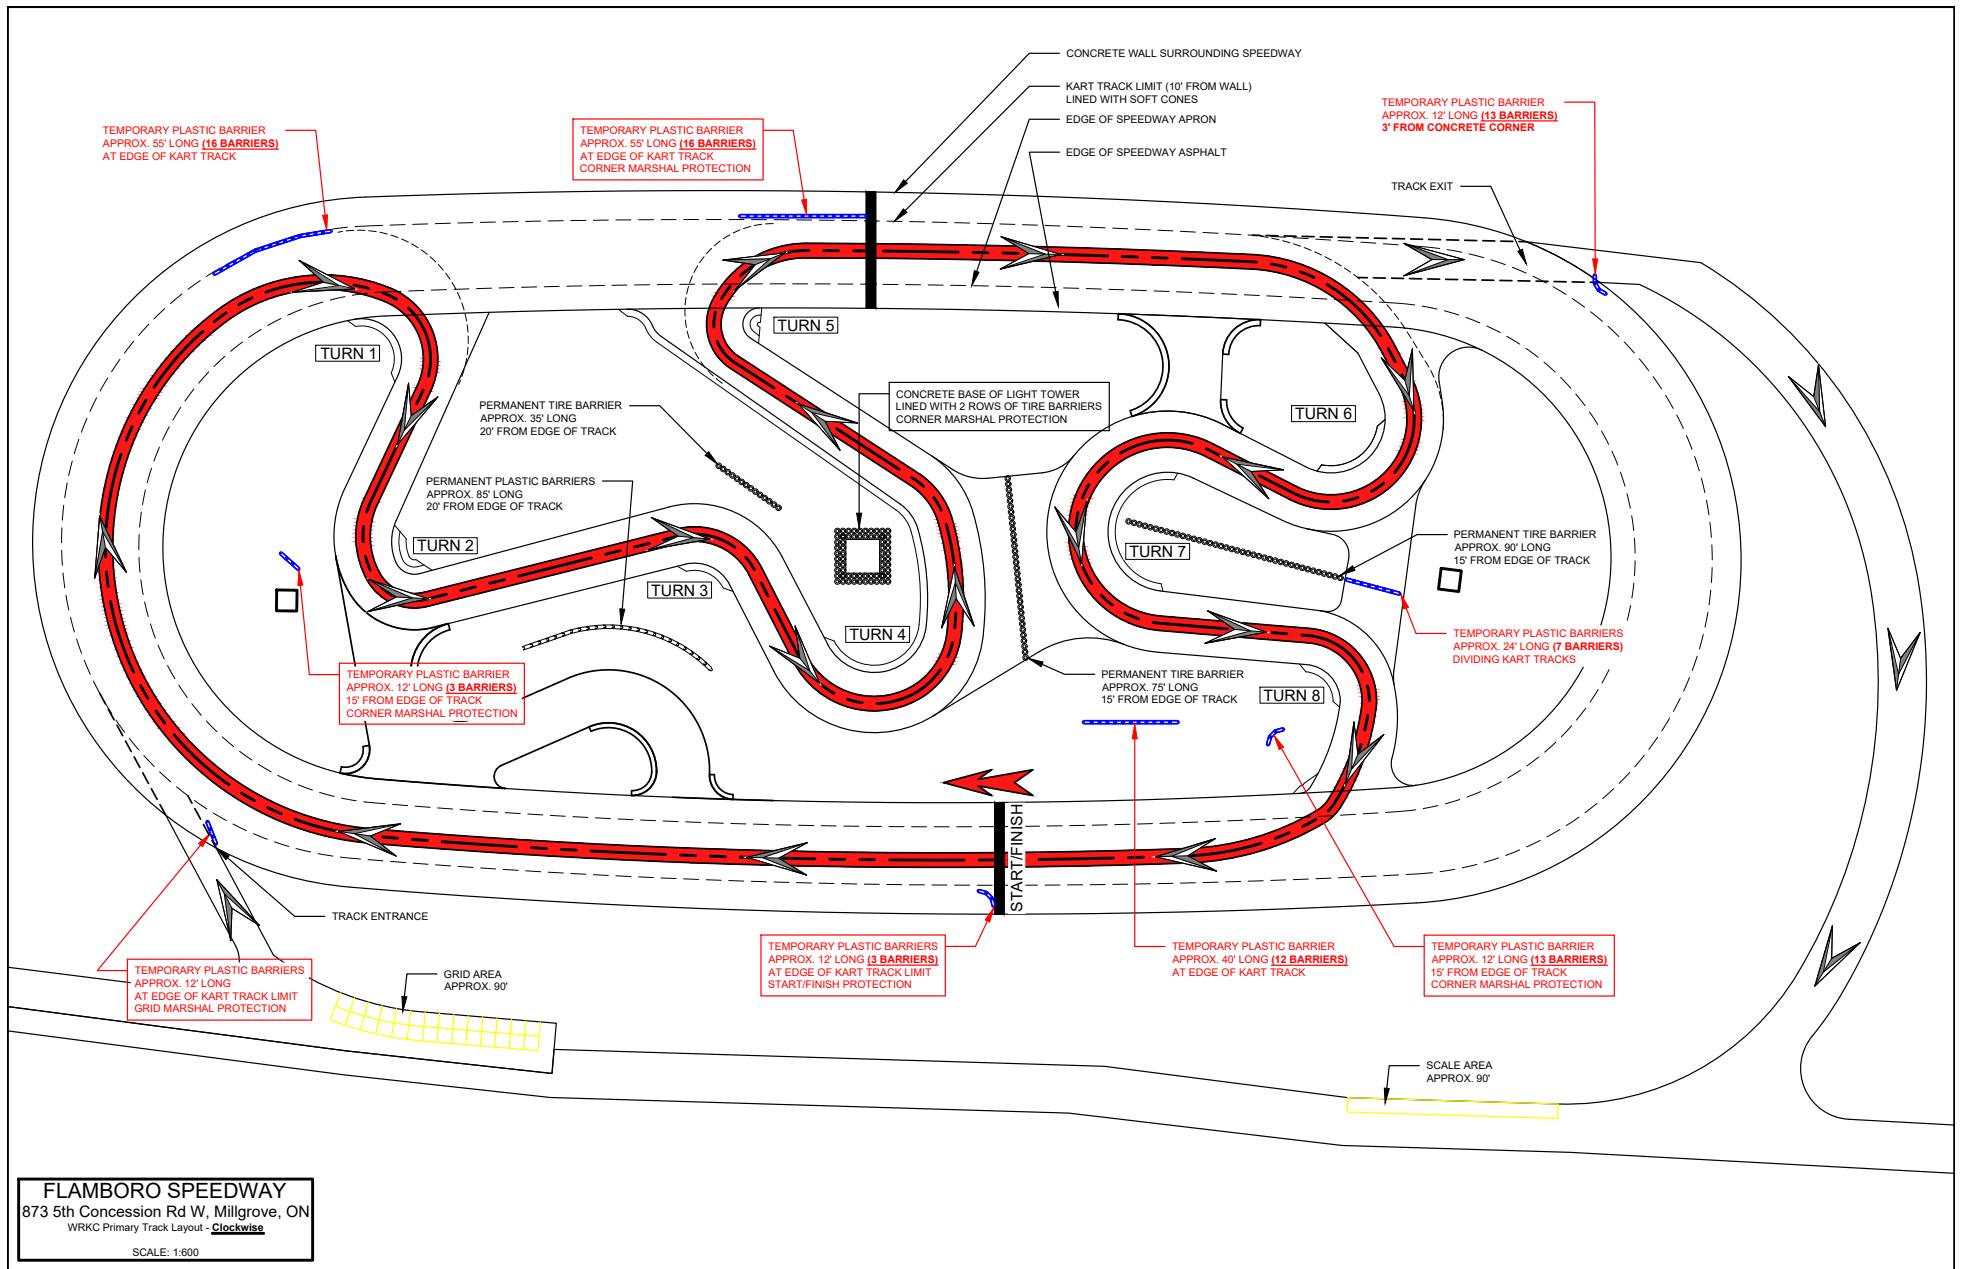 CONCRETE WALL SURROUNDING SPEEDWAY
KART TRACK LIMIT (10' FROM WALL)
LINED WITH SOFT CONES
EDGE OF SPEEDWAY APRON
EDGE OF SPEEDWAY ASPHALT
TEMPORARY PLASTIC BARRIER
APPROX. 55' LONG (16 BARRIERS)
AT EDGE OF KART TRACK
TEMPORARY PLASTIC BARRIER
APPROX. 55' LONG (16 BARRIERS)
AT EDGE OF KART TRACK
CORNER MARSHAL PROTECTION
TEMPORARY PLASTIC BARRIER
APPROX. 12' LONG (13 BARRIERS)
3' FROM CONCRETE CORNER
TRACK EXIT
TURN 1
TURN 5
TURN 6
PERMANENT TIRE BARRIER
APPROX. 35' LONG
20' FROM EDGE OF TRACK
CONCRETE BASE OF LIGHT TOWER
LINED WITH 2 ROWS OF TIRE BARRIERS
CORNER MARSHAL PROTECTION
PERMANENT PLASTIC BARRIERS
APPROX. 85' LONG
20' FROM EDGE OF TRACK
TURN 2
TURN 3
TURN 4
TURN 7
PERMANENT TIRE BARRIER
APPROX. 90' LONG
15' FROM EDGE OF TRACK
TEMPORARY PLASTIC BARRIERS
APPROX. 24' LONG (7 BARRIERS)
DIVIDING KART TRACKS
TEMPORARY PLASTIC BARRIER
APPROX. 12' LONG (3 BARRIERS)
15' FROM EDGE OF TRACK
CORNER MARSHAL PROTECTION
PERMANENT TIRE BARRIER
APPROX. 75' LONG
15' FROM EDGE OF TRACK
TURN 8
START/FINISH
TRACK ENTRANCE
TEMPORARY PLASTIC BARRIERS
APPROX. 12' LONG
AT EDGE OF KART TRACK LIMIT
GRID MARSHAL PROTECTION
GRID AREA
APPROX. 90'
TEMPORARY PLASTIC BARRIERS
APPROX. 12' LONG (3 BARRIERS)
AT EDGE OF KART TRACK LIMIT
START/FINISH PROTECTION
TEMPORARY PLASTIC BARRIER
APPROX. 40' LONG (12 BARRIERS)
AT EDGE OF KART TRACK
TEMPORARY PLASTIC BARRIER
APPROX. 12' LONG (13 BARRIERS)
15' FROM EDGE OF TRACK
CORNER MARSHAL PROTECTION
SCALE AREA
APPROX. 90'
FLAMBORO SPEEDWAY
873 5th Concession Rd W, Millgrove, ON
WRKC Primary Track Layout - Clockwise
SCALE: 1:600